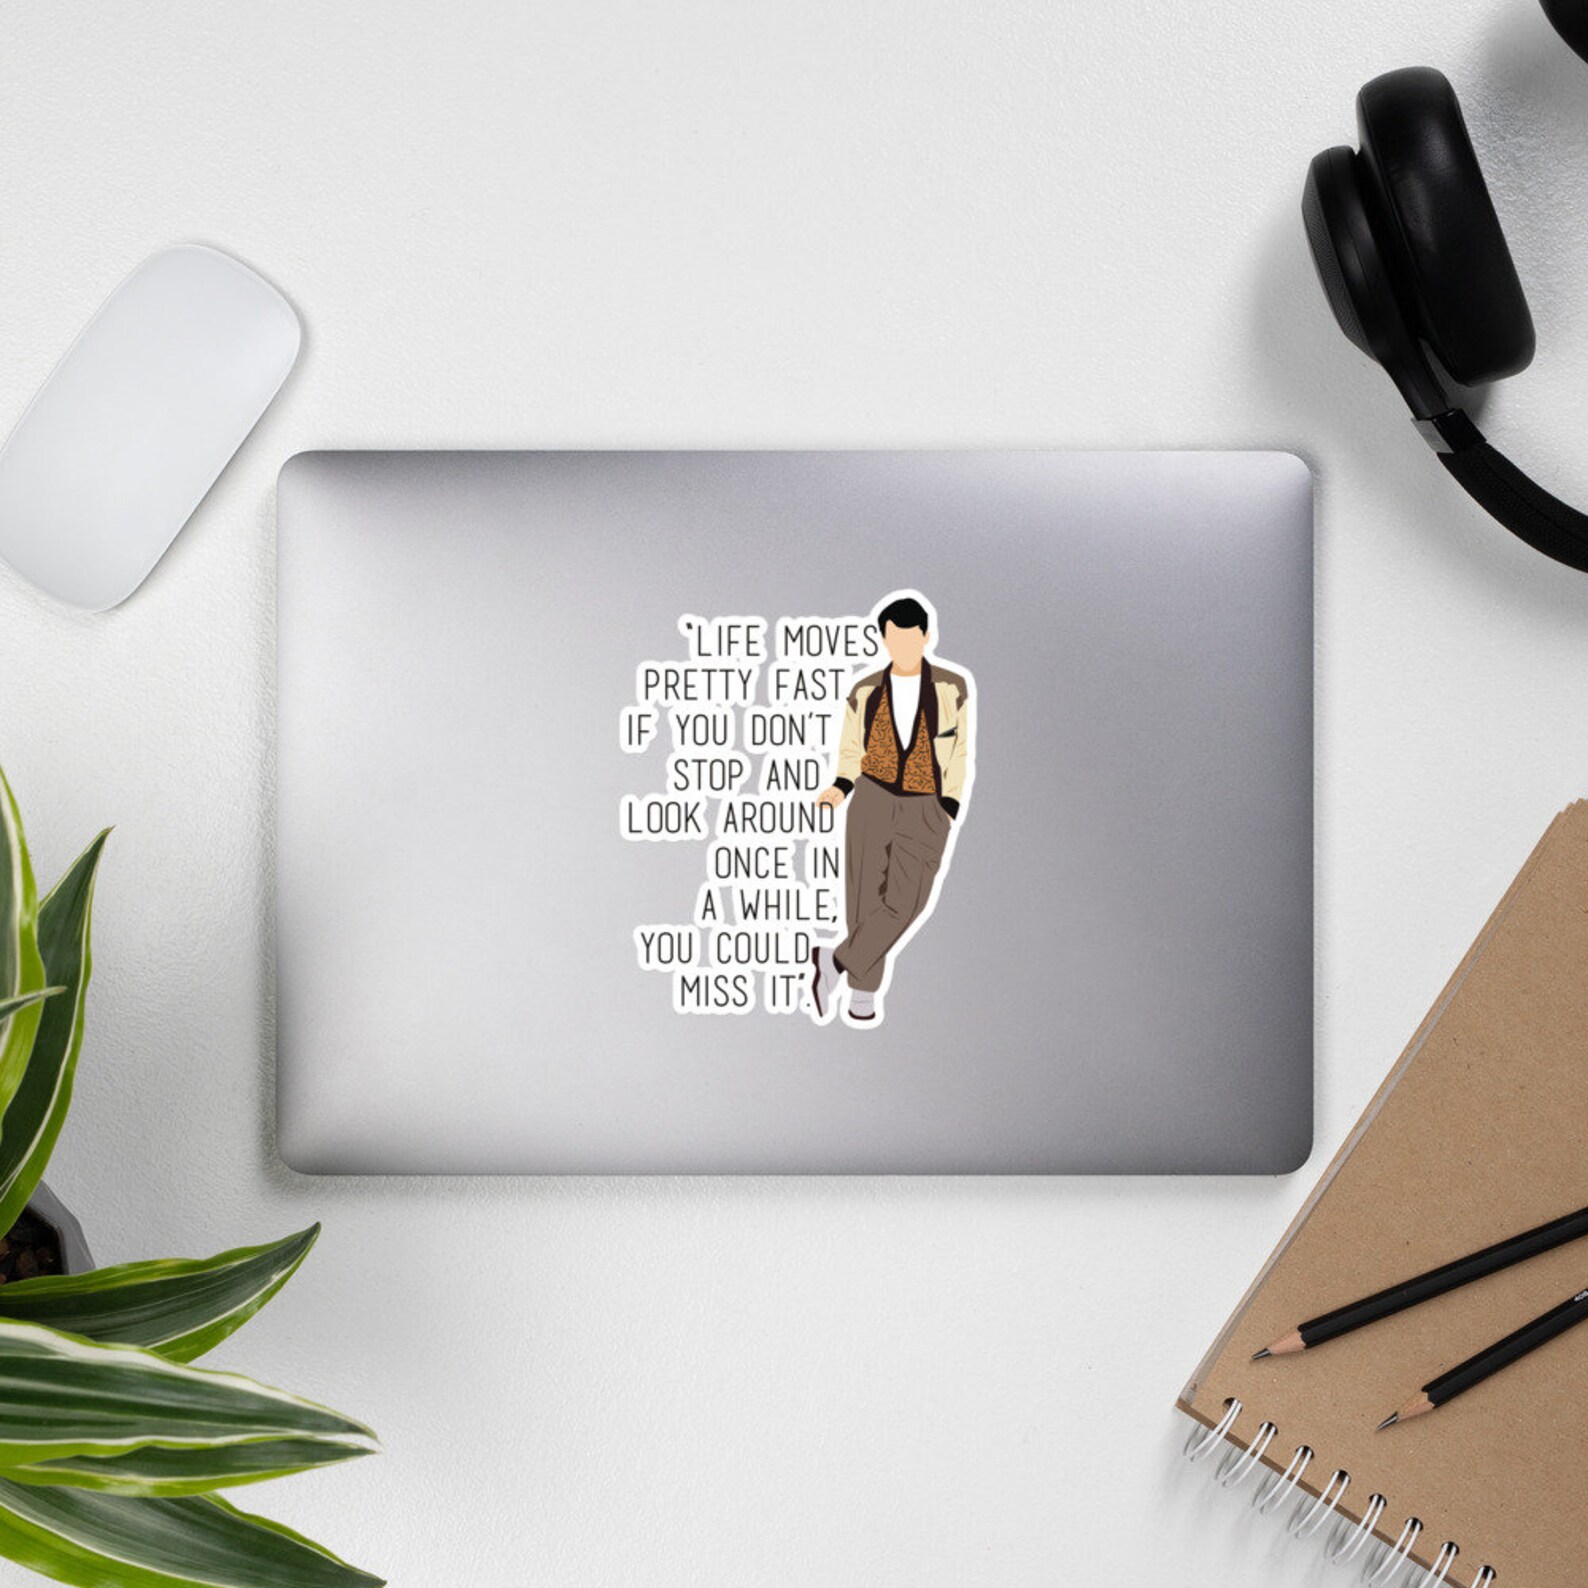 "LIFE MOVES
PRETTY FAST
IF YOU DON'T
STOP AND
LOOK AROUND
ONCE IN
A WHILE,
YOU COULD
MISS IT".